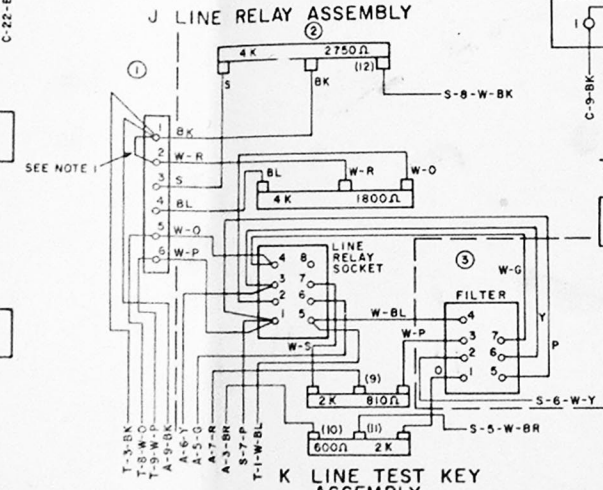 J LINE RELAY ASSEMBLY
C-22-
2
4K 2750Ω
(12)
1
1
S
BK
S-8-W-BK
C-9-BK
1 BK
2 W-R
SEE NOTE 1
3 S
4 BL
5 W-O
6 W-P
BL
W-R
W-O
4K 1800Ω
LINE
RELAY
SOCKET
4 8
3 7
2 6
1 5
3
W-G
FILTER
W-BL
4
W-P
3 7
2 6
O
1 5
Y
P
W-S
(9)
2K 810Ω
S-6-W-Y
(10) (11)
S-5-W-BR
600Ω 2K
T-3-BK
T-8-W-O
T-9-W-P
A-9-BK
A-6-Y
A-5-G
A-7-R
A-3-BR
S-7-P
T-1-W-BL
K LINE TEST KEY
ASSEMBLY